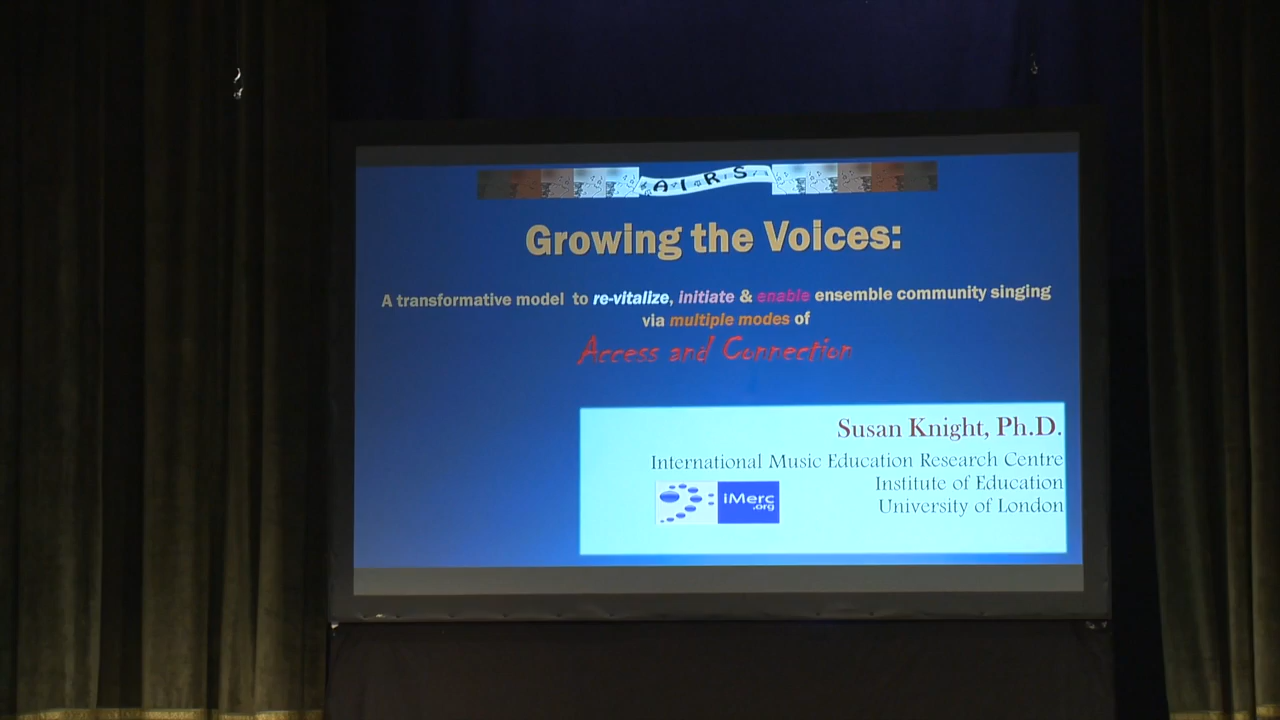 AIRS
Growing the Voices:
A transformative model to re-vitalize, initiate & enable ensemble community singing
via multiple modes of
Access and Connection
Susan Knight, Ph.D.
International Music Education Research Centre
Institute of Education
University of London
iMerc
.org